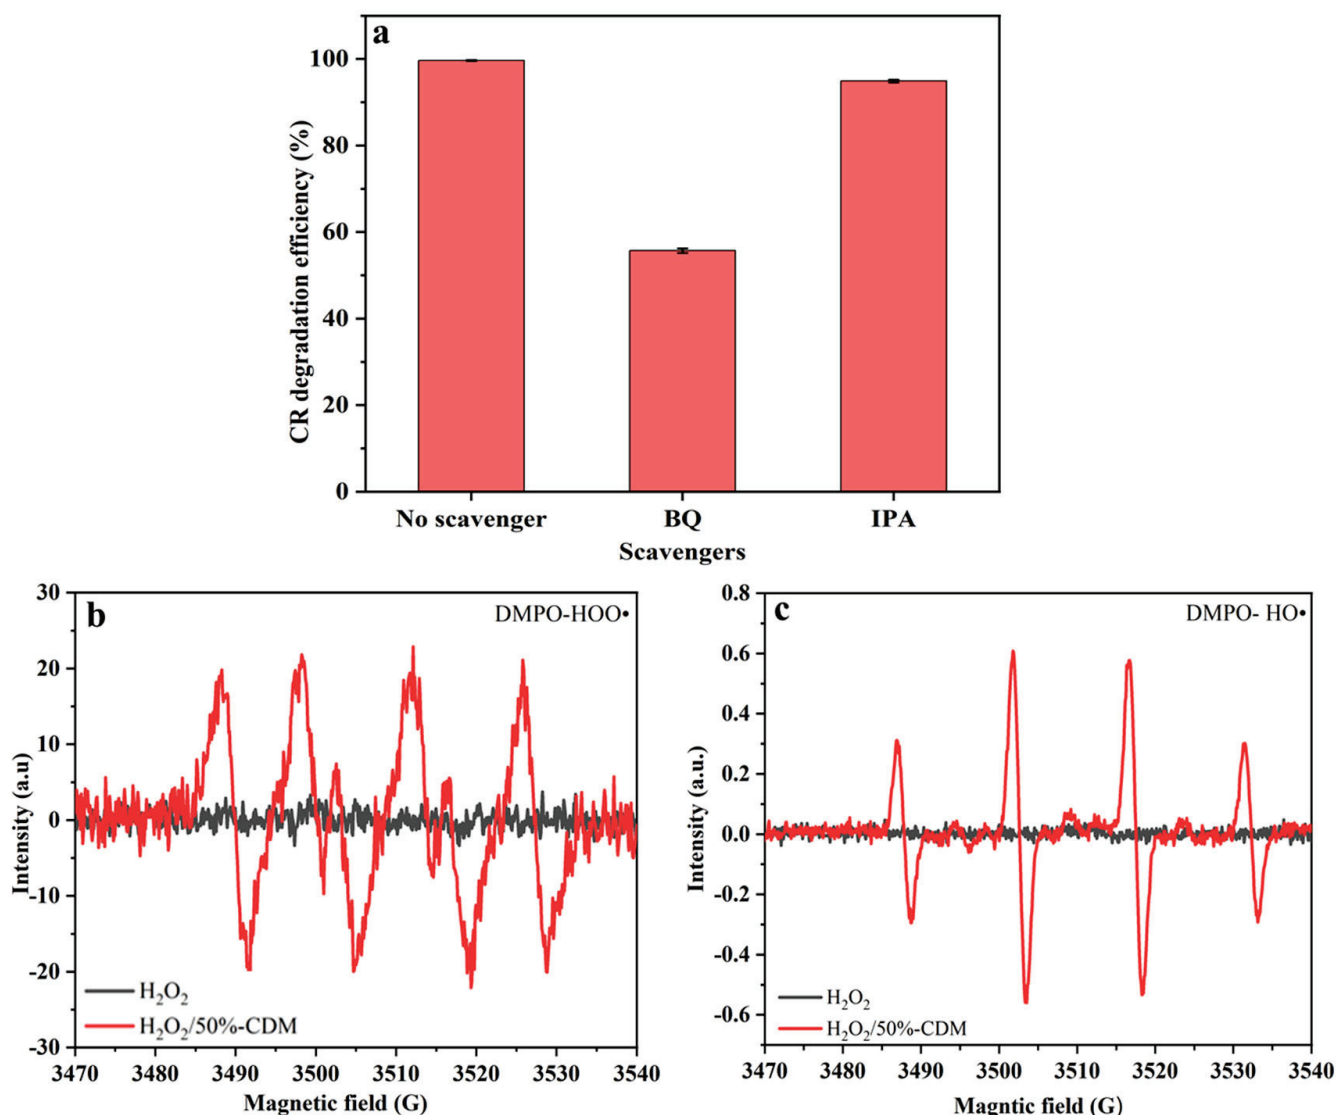 a
CR degradation efficiency (%)
100
80
60
40
20
0
No scavenger BQ IPA
Scavengers
b
DMPO-HOO•
Intensity (a.u)
30
20
10
0
-10
-20
-30
H₂O₂
H₂O₂/50%-CDM
3470 3480 3490 3500 3510 3520 3530 3540
Magnetic field (G)
c
DMPO- HO•
Intensity (a.u.)
0.8
0.6
0.4
0.2
0.0
-0.2
-0.4
-0.6
H₂O₂
H₂O₂/50%-CDM
3470 3480 3490 3500 3510 3520 3530 3540
Magntic field (G)